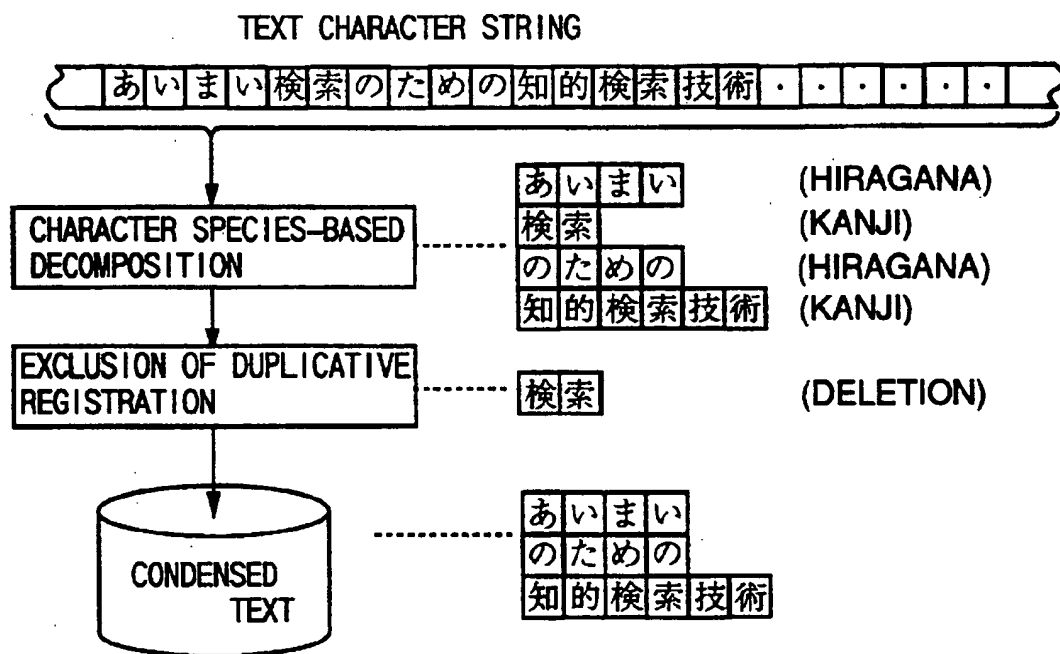 TEXT CHARACTER STRING
あいまい検索のための知的検索技術・・・・・・
CHARACTER SPECIES-BASED
DECOMPOSITION
あいまい (HIRAGANA)
検索 (KANJI)
のための (HIRAGANA)
知的検索技術 (KANJI)
EXCLUSION OF DUPLICATIVE
REGISTRATION
検索 (DELETION)
CONDENSED
TEXT
あいまい
のための
知的検索技術